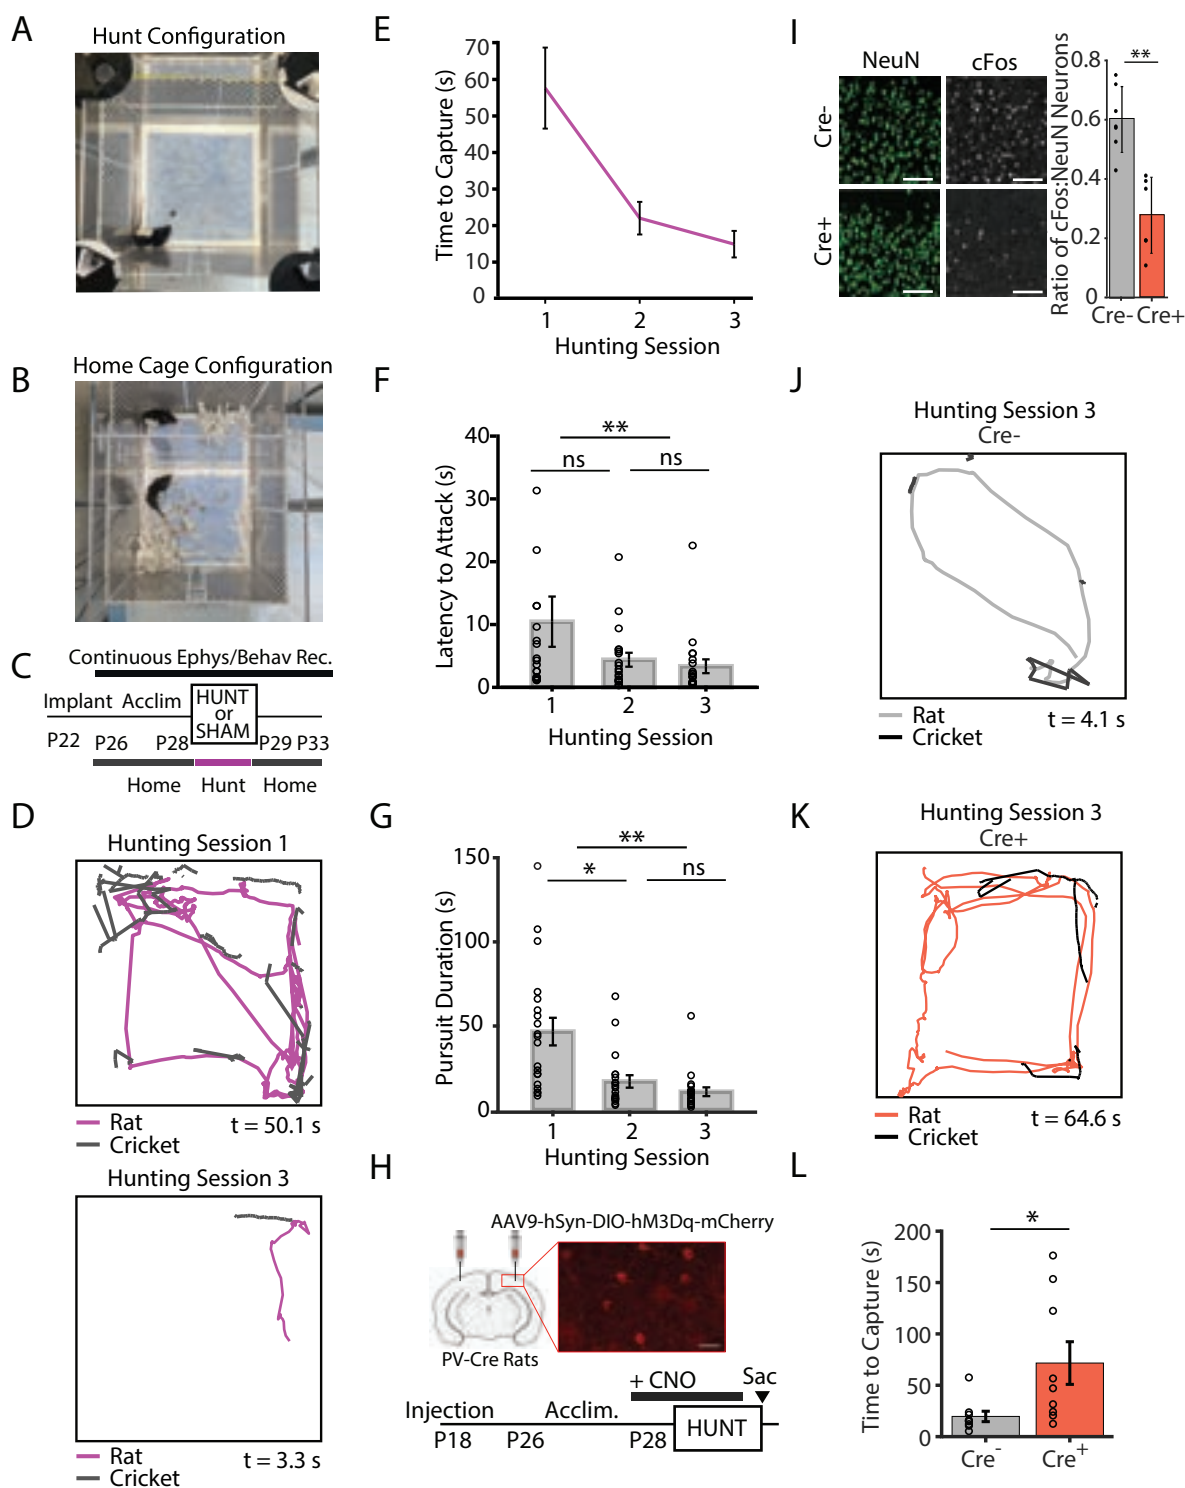 A
Hunt Configuration
B
Home Cage Configuration
C
Continuous Ephys/Behav Rec.
Implant Acclim HUNT or SHAM
P22 P26 P28 P29 P33
Home Hunt Home
D
Hunting Session 1
Rat
Cricket
t = 50.1 s
Hunting Session 3
Rat
Cricket
t = 3.3 s
E
Time to Capture (s)
70
60
50
40
30
20
10
0
1 2 3
Hunting Session
F
Latency to Attack (s)
40
30
20
10
0
**
ns ns
1 2 3
Hunting Session
G
Pursuit Duration (s)
150
100
50
0
**
* ns
1 2 3
Hunting Session
H
AAV9-hSyn-DIO-hM3Dq-mCherry
PV-Cre Rats
+ CNO Sac
Injection Acclim. HUNT
P18 P26 P28
I
NeuN cFos
Cre-
Cre+
Ratio of cFos:NeuN Neurons
0.8
0.6
0.4
0.2
0
**
Cre- Cre+
J
Hunting Session 3
Cre-
Rat
Cricket
t = 4.1 s
K
Hunting Session 3
Cre+
Rat
Cricket
t = 64.6 s
L
Time to Capture (s)
200
150
100
50
0
*
Cre- Cre+